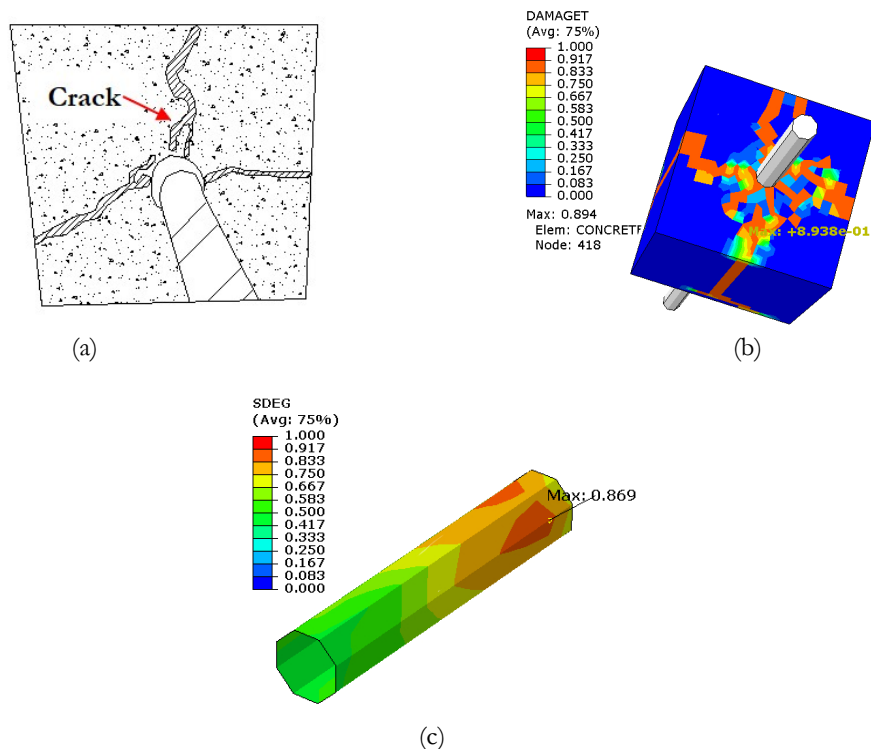 Crack
(a)
DAMAGET
(Avg: 75%)
1.000
0.917
0.833
0.750
0.667
0.583
0.500
0.417
0.333
0.250
0.167
0.083
0.000
Max: 0.894
Elem: CONCRETE
Node: 418
Max: +8.938e-01
(b)
SDEG
(Avg: 75%)
1.000
0.917
0.833
0.750
0.667
0.583
0.500
0.417
0.333
0.250
0.167
0.083
0.000
Max: 0.869
(c)